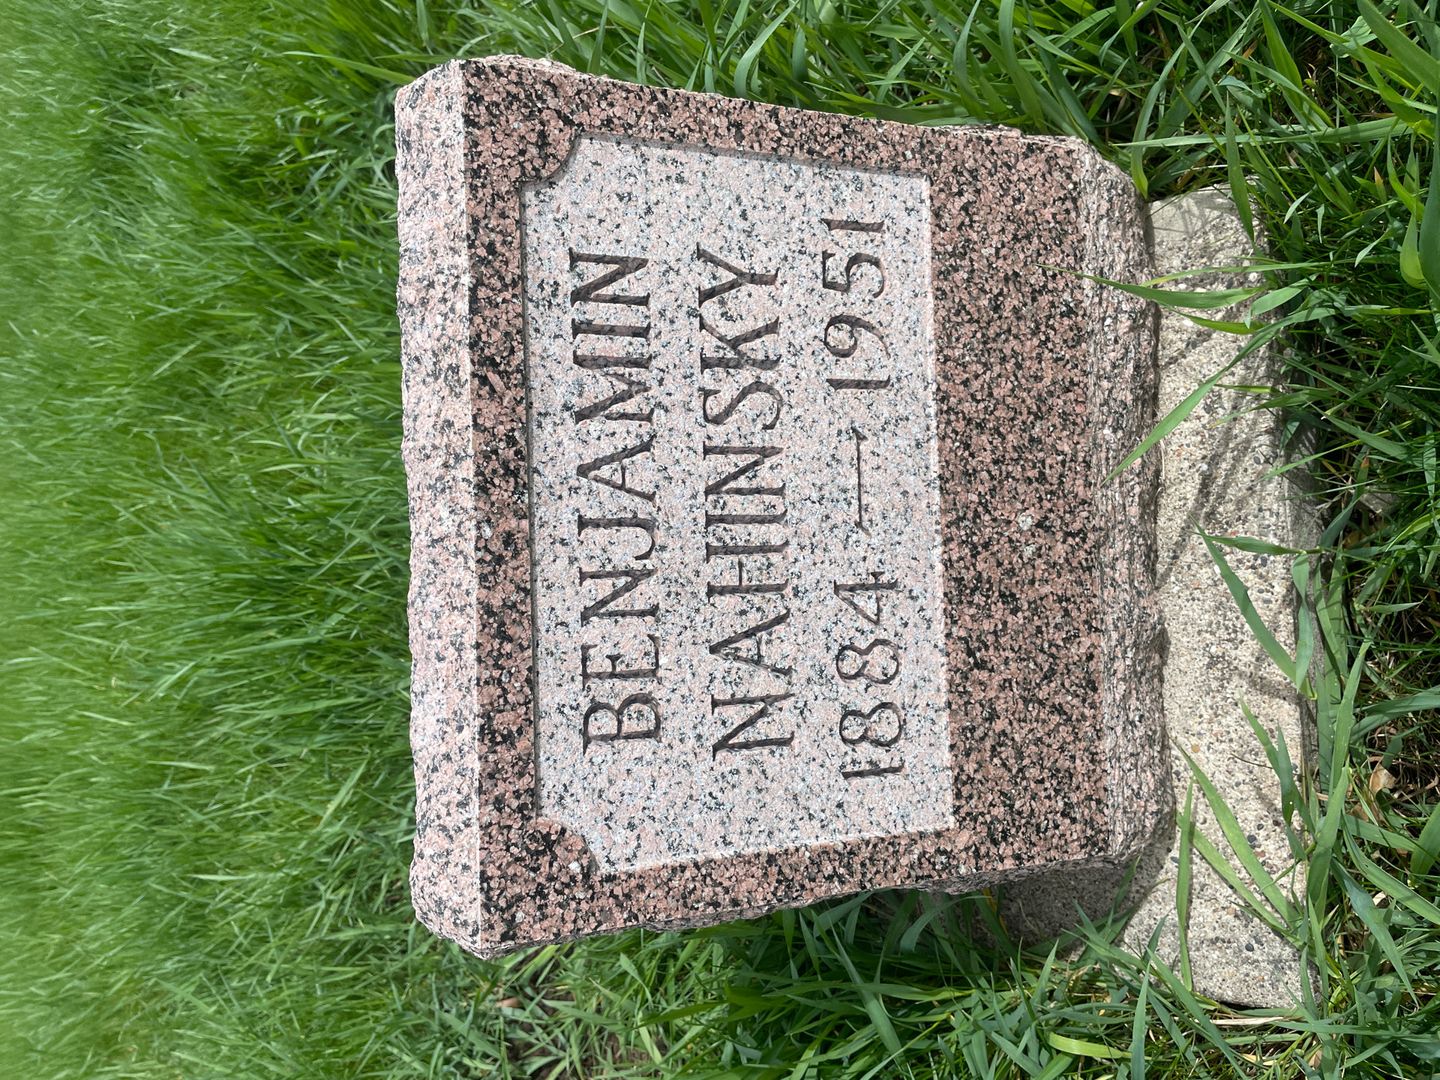 BENJAMIN
NAHINSKY
1884 — 1951